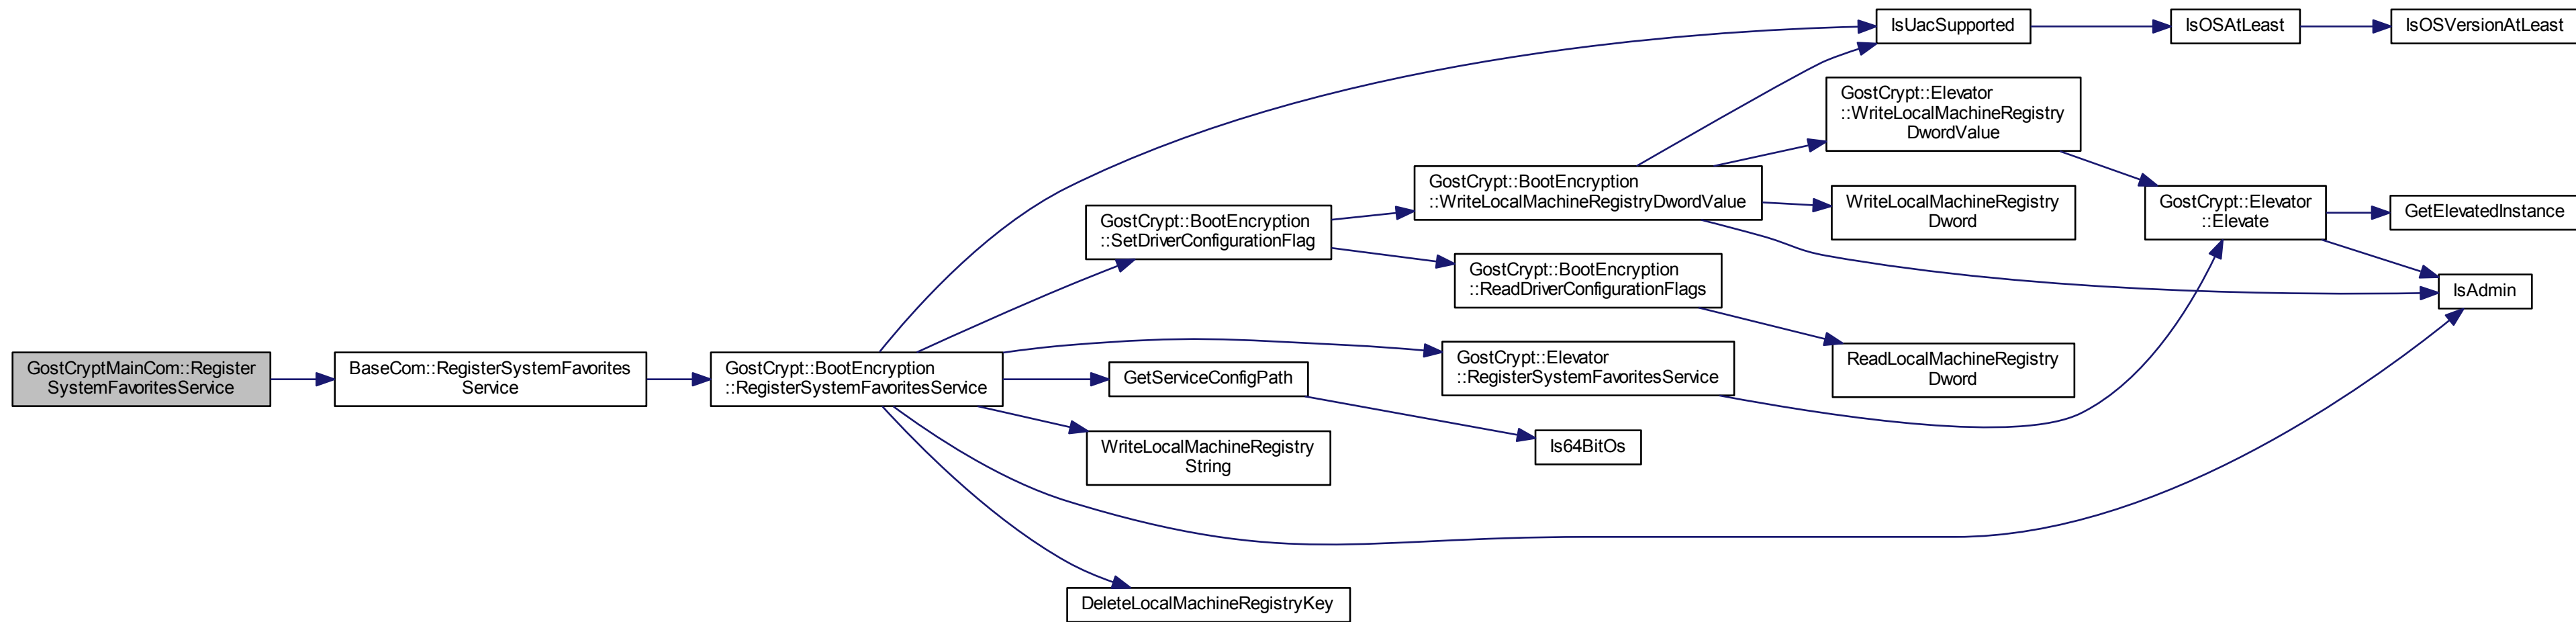 GostCryptMainCom::Register
SystemFavoritesService
BaseCom::RegisterSystemFavorites
Service
GostCrypt::BootEncryption
::RegisterSystemFavoritesService
IsUacSupported
IsOSAtLeast
IsOSVersionAtLeast
GostCrypt::BootEncryption
::SetDriverConfigurationFlag
GostCrypt::BootEncryption
::WriteLocalMachineRegistryDwordValue
GostCrypt::Elevator
::WriteLocalMachineRegistry
DwordValue
WriteLocalMachineRegistry
Dword
GostCrypt::Elevator
::Elevate
GetElevatedInstance
IsAdmin
GostCrypt::BootEncryption
::ReadDriverConfigurationFlags
ReadLocalMachineRegistry
Dword
GostCrypt::Elevator
::RegisterSystemFavoritesService
GetServiceConfigPath
Is64BitOs
WriteLocalMachineRegistry
String
DeleteLocalMachineRegistryKey